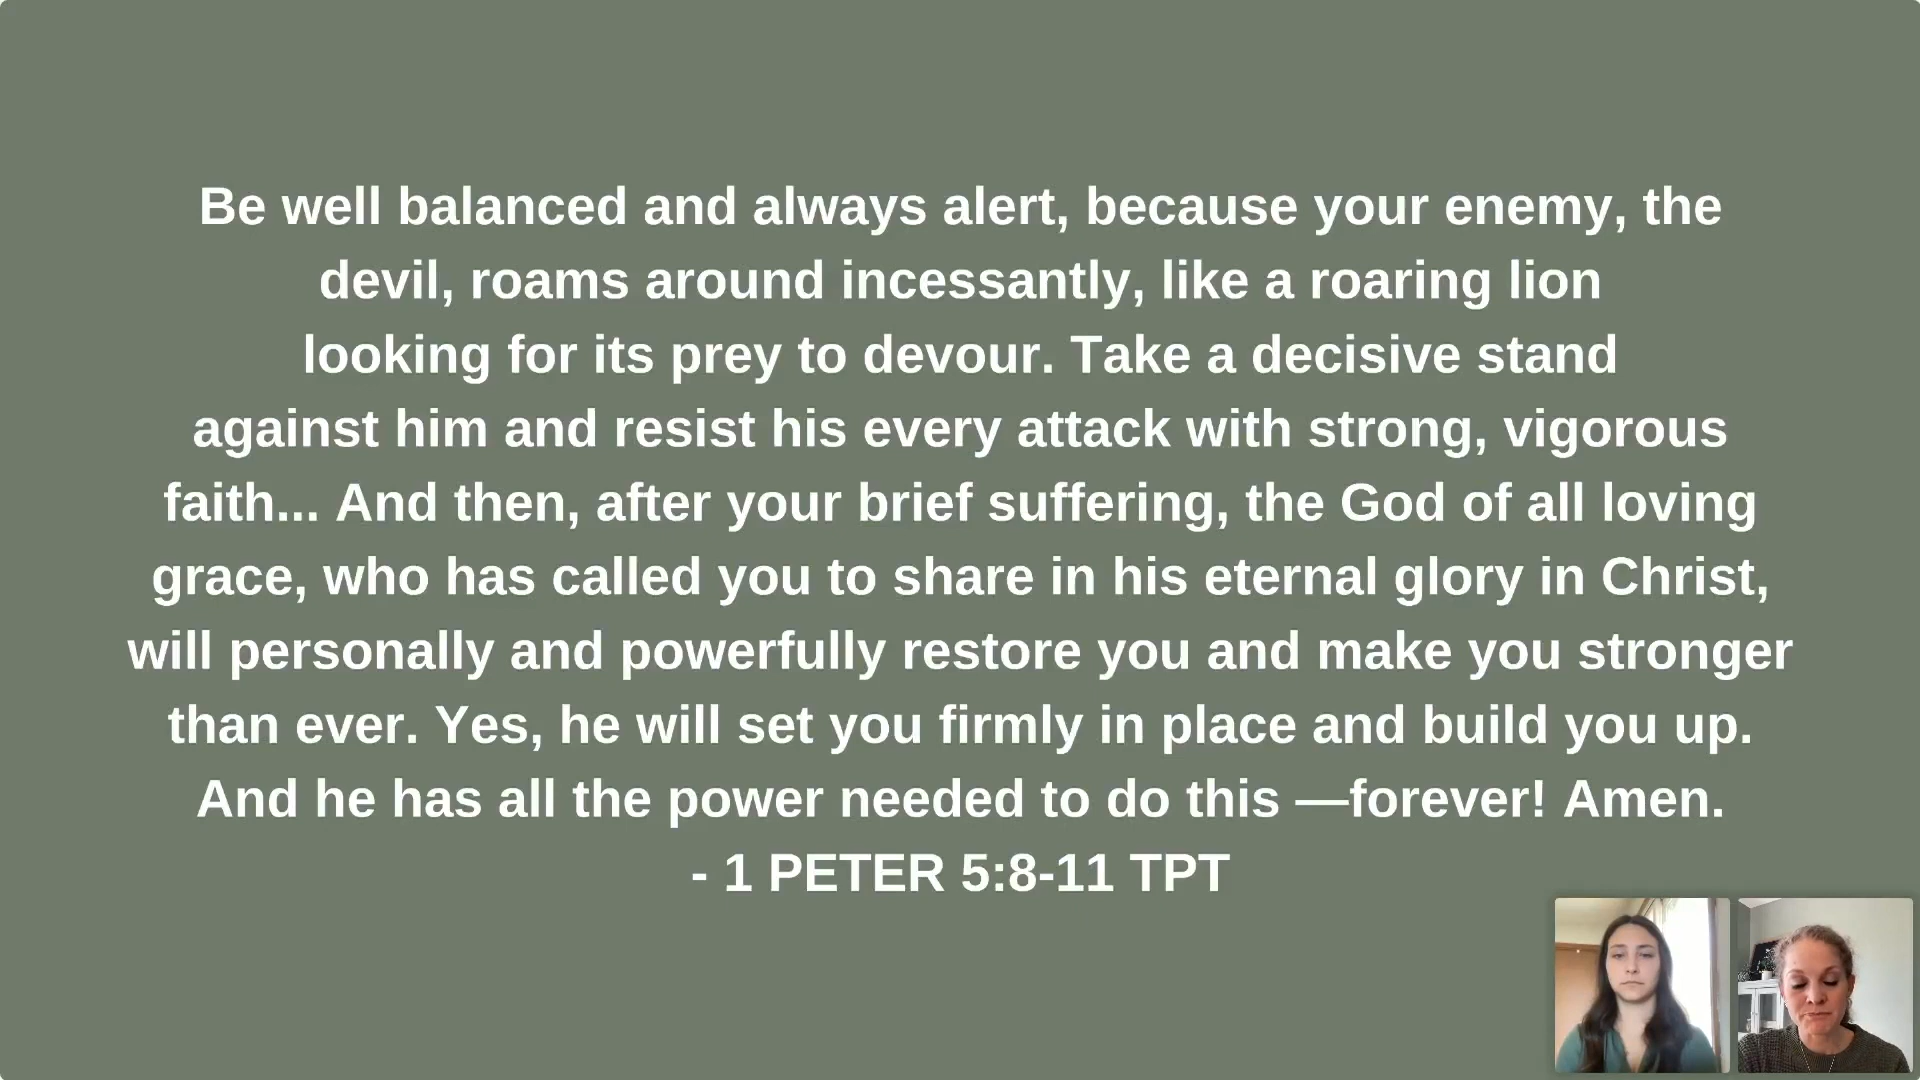 Be well balanced and always alert, because your enemy, the
devil, roams around incessantly, like a roaring lion
looking for its prey to devour. Take a decisive stand
against him and resist his every attack with strong, vigorous
faith... And then, after your brief suffering, the God of all loving
grace, who has called you to share in his eternal glory in Christ,
will personally and powerfully restore you and make you stronger
than ever. Yes, he will set you firmly in place and build you up.
And he has all the power needed to do this —forever! Amen.
- 1 PETER 5:8-11 TPT